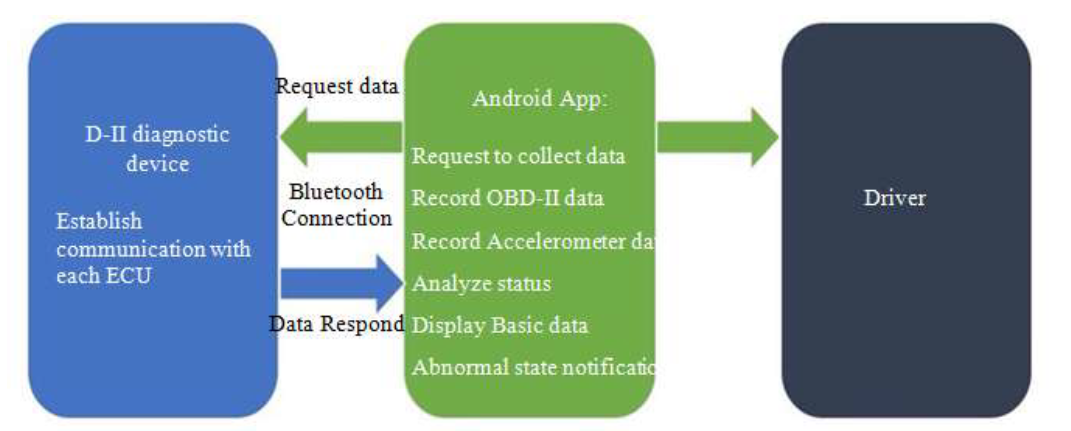 D-II diagnostic
device
Establish
communication with
each ECU
Request data
Bluetooth
Connection
Data Respond
Android App:
Request to collect data
Record OBD-II data
Record Accelerometer da
Analyze status
Display Basic data
Abnormal state notificatio
Driver